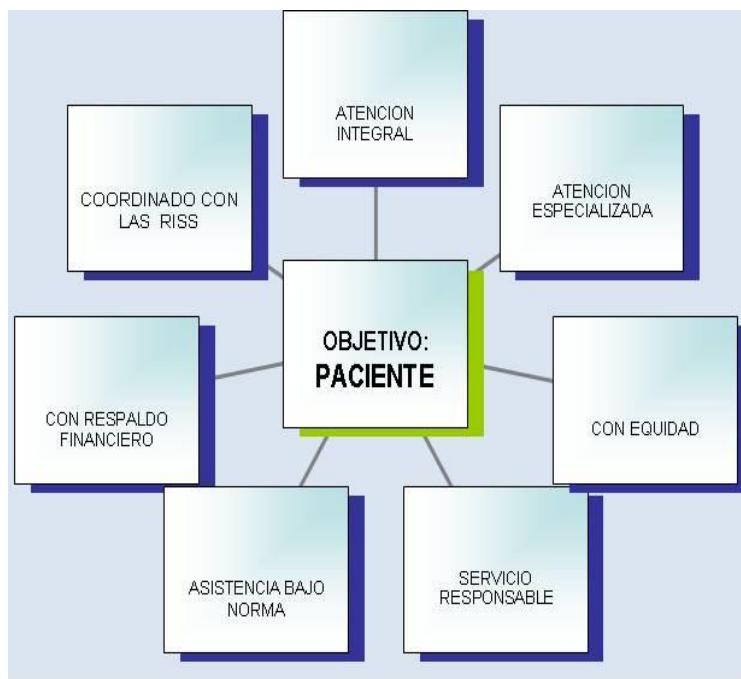 ATENCION
INTEGRAL
COORDINADO CON
LAS RISS
ATENCION
ESPECIALIZADA
OBJETIVO:
PACIENTE
CON RESPALDO
FINANCIERO
CON EQUIDAD
ASISTENCIA BAJO
NORMA
SERVICIO
RESPONSABLE